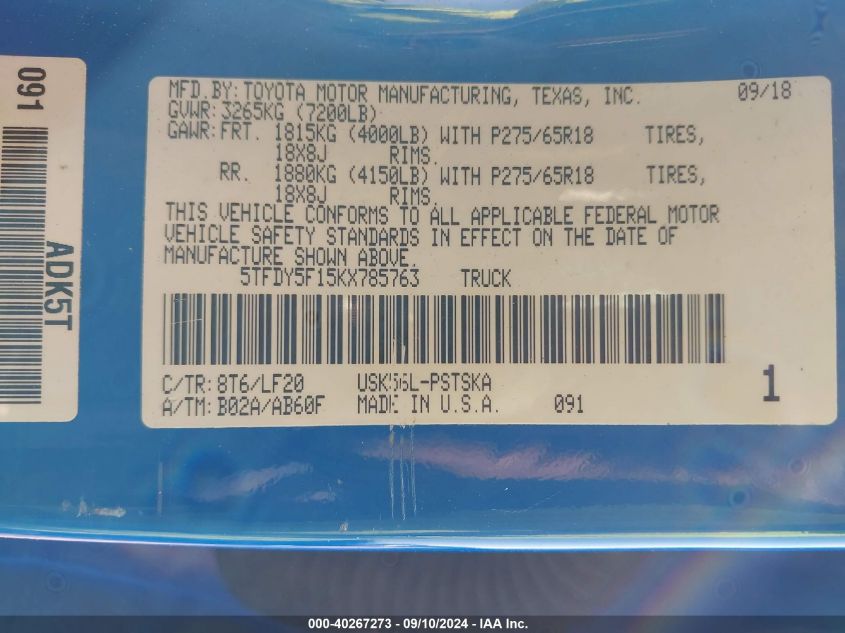 091
ADK5T
MFD.BY: TOYOTA MOTOR MANUFACTURING, TEXAS, INC. 09/18
GVWR: 3265KG (7200LB)
GAWR: FRT. 1815KG (4000LB) WITH P275/65R18 TIRES,
18X8J RIMS.
RR. 1880KG (4150LB) WITH P275/65R18 TIRES,
18X8J RIMS.
THIS VEHICLE CONFORMS TO ALL APPLICABLE FEDERAL MOTOR
VEHICLE SAFETY STANDARDS IN EFFECT ON THE DATE OF
MANUFACTURE SHOWN ABOVE.
5TFDY5F15KX785763 TRUCK
C/TR: 8T6/LF20 USK56L-PSTSKA
A/TM: B02A/AB60F MADE IN U.S.A. 091
1
000-40267273 - 09/10/2024 - IAA Inc.